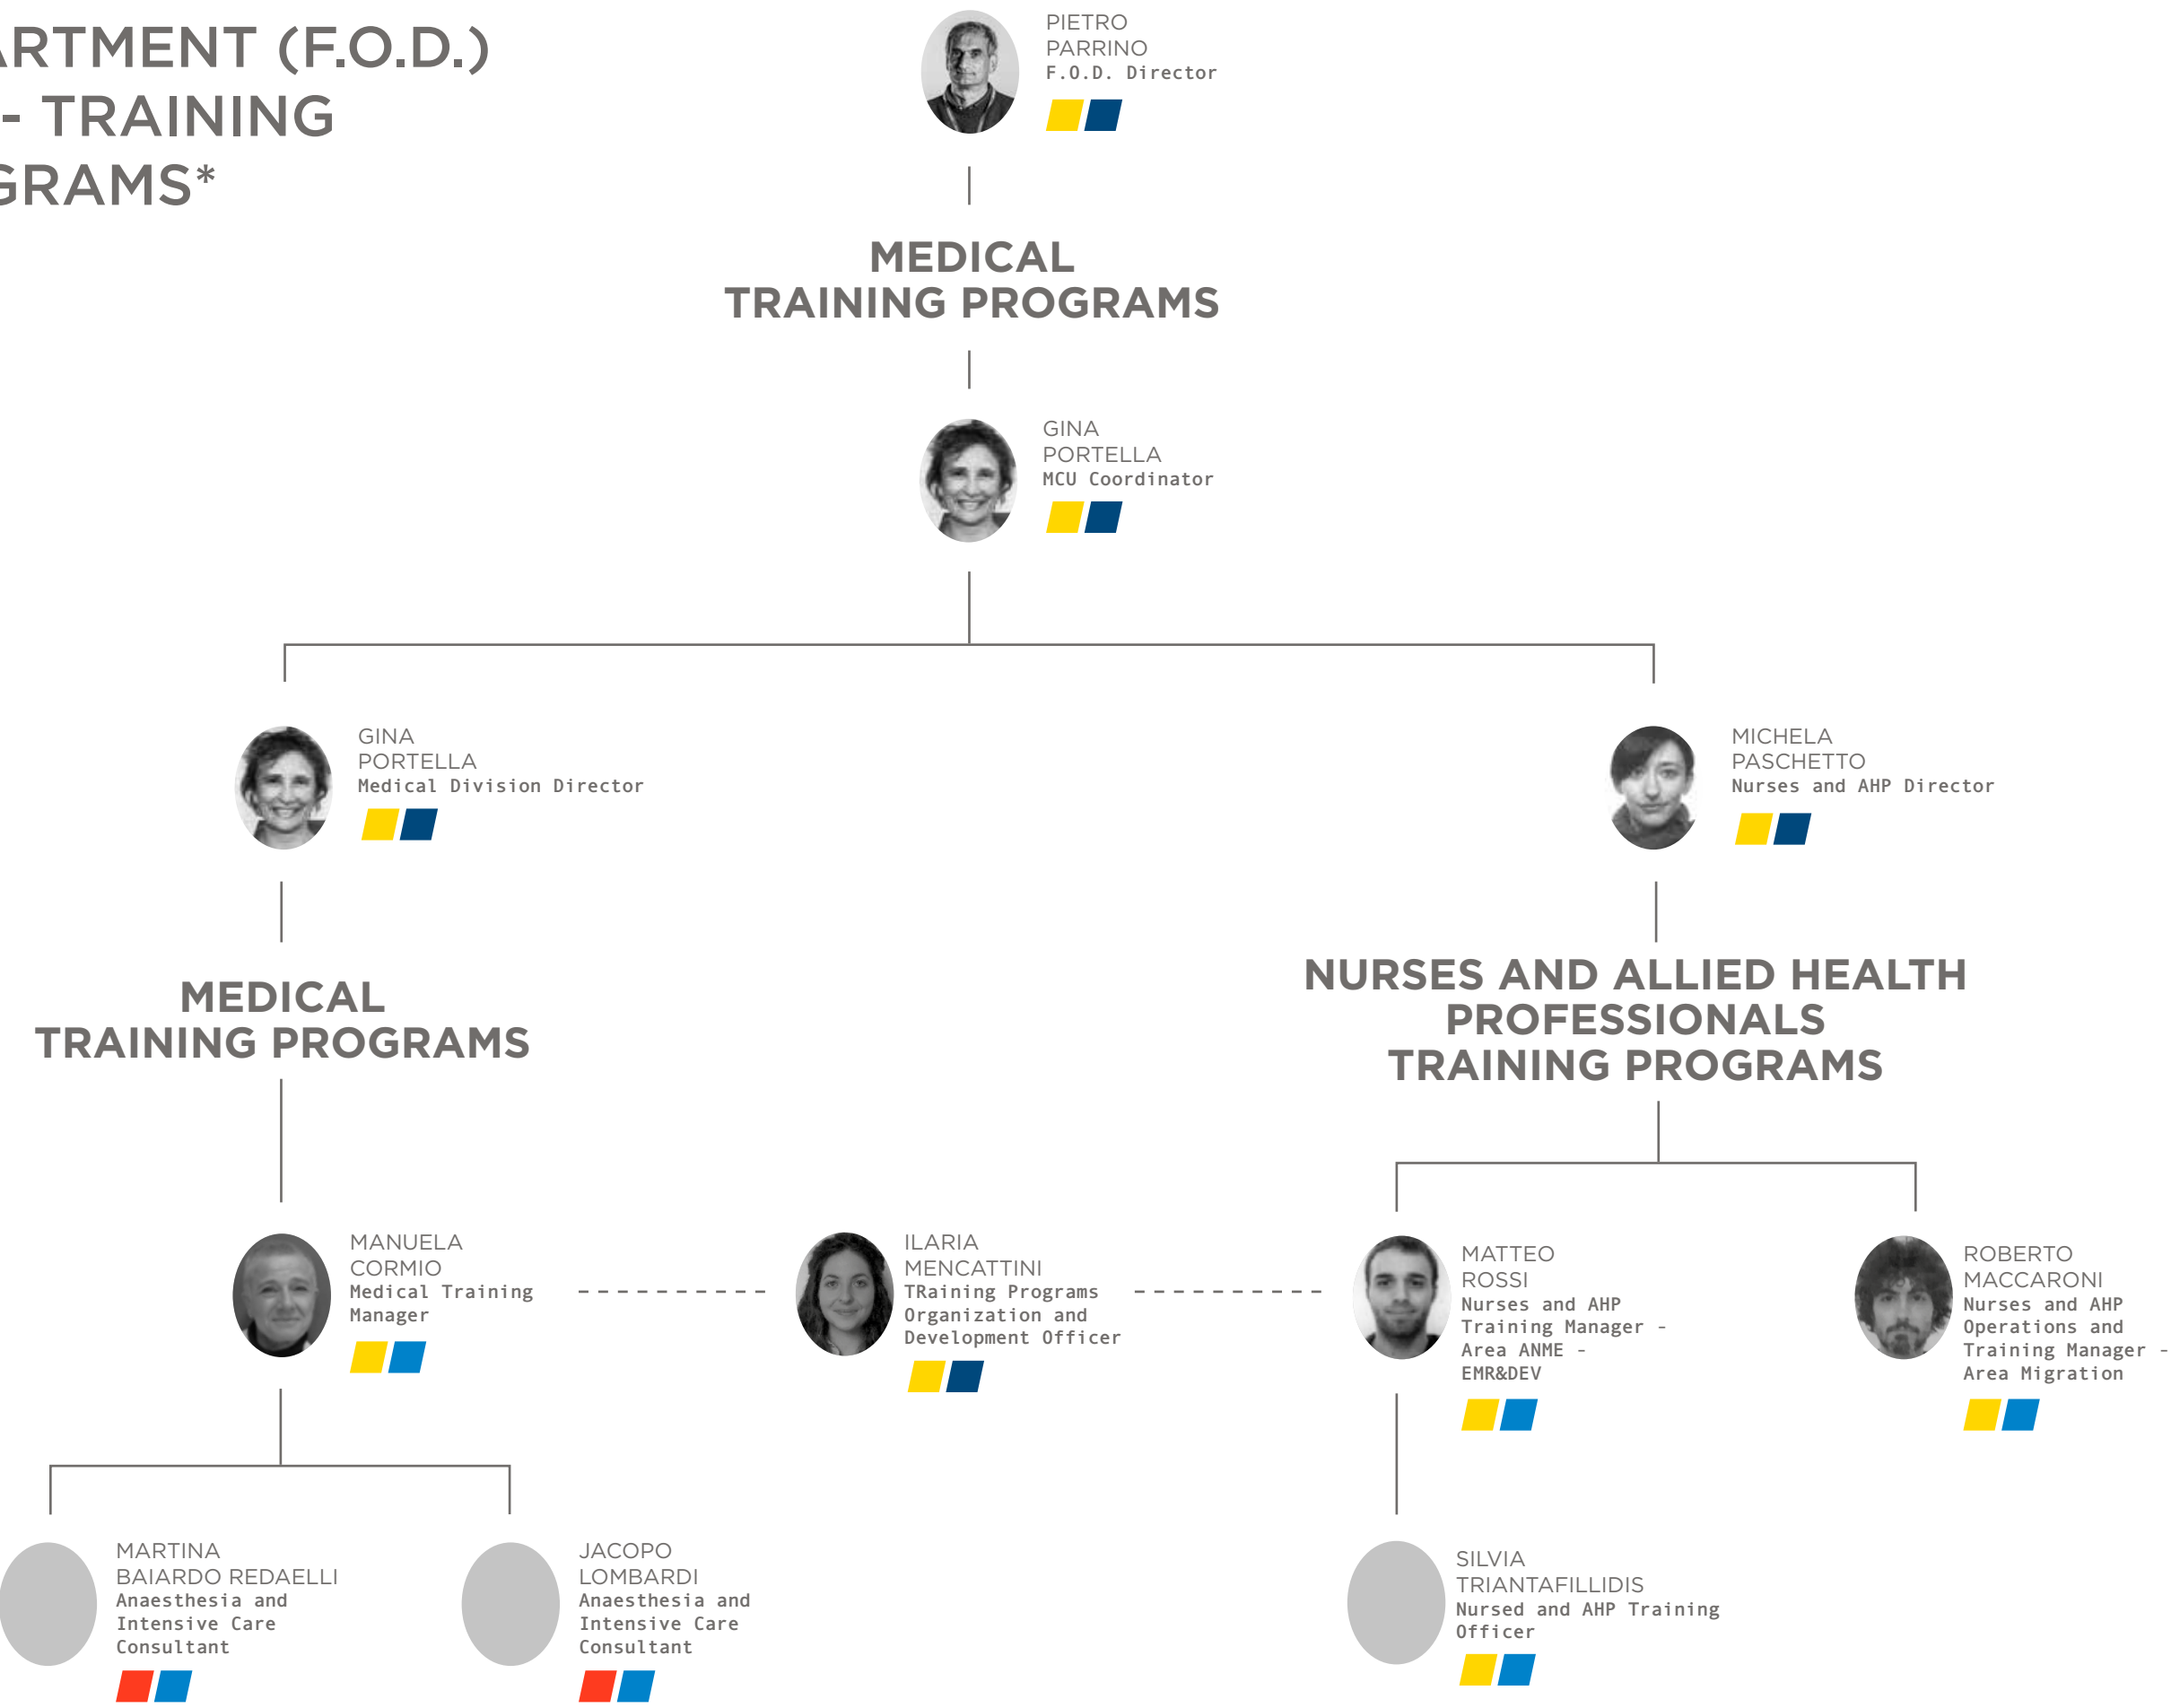 ARTMENT (F.O.D.)
- TRAINING
GRAMS*
PIETRO
PARRINO
F.O.D. Director
MEDICAL
TRAINING PROGRAMS
GINA
PORTELLA
MCU Coordinator
GINA
PORTELLA
Medical Division Director
MICHELA
PASCHETTO
Nurses and AHP Director
MEDICAL
TRAINING PROGRAMS
NURSES AND ALLIED HEALTH
PROFESSIONALS
TRAINING PROGRAMS
MANUELA
CORMIO
Medical Training
Manager
ILARIA
MENCATTINI
TRaining Programs
Organization and
Development Officer
MATTEO
ROSSI
Nurses and AHP
Training Manager -
Area ANME -
EMR&DEV
ROBERTO
MACCARONI
Nurses and AHP
Operations and
Training Manager -
Area Migration
MARTINA
BAIARDO REDAELLI
Anaesthesia and
Intensive Care
Consultant
JACOPO
LOMBARDI
Anaesthesia and
Intensive Care
Consultant
SILVIA
TRIANTAFILLIDIS
Nursed and AHP Training
Officer